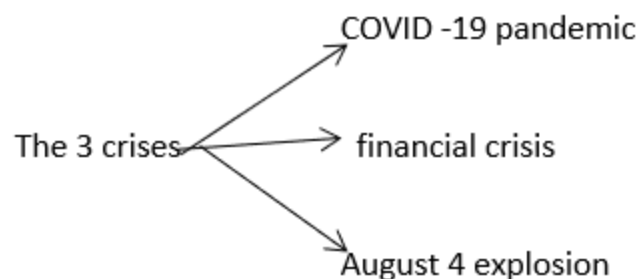 COVID -19 pandemic
The 3 crises
financial crisis
August 4 explosion